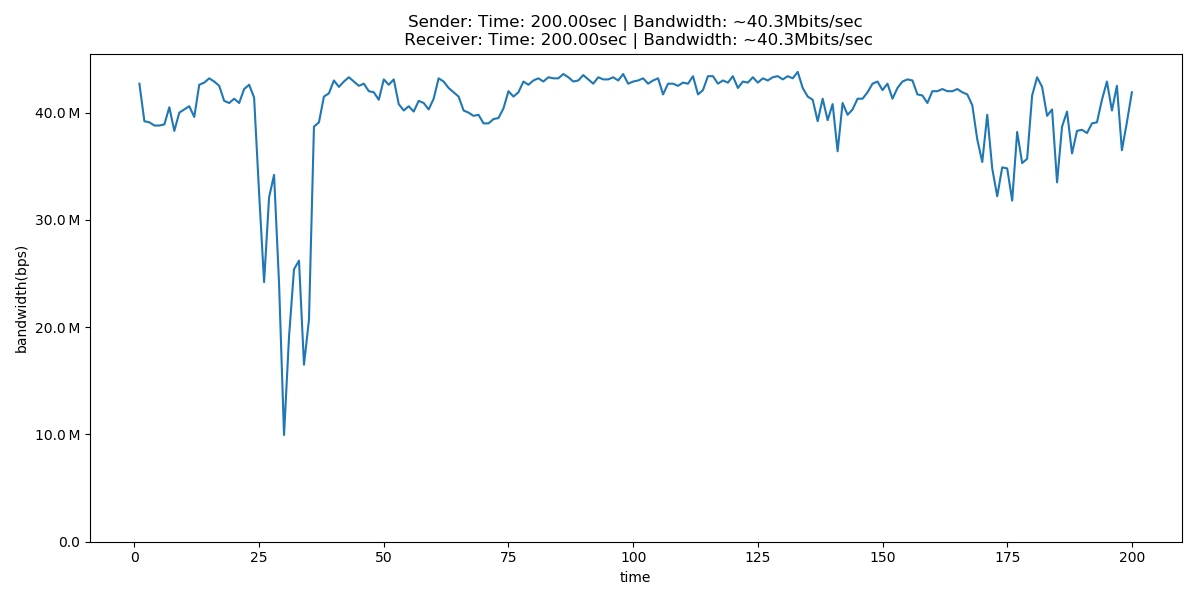 Sender: Time: 200.00sec | Bandwidth: ~40.3Mbits/sec
Receiver: Time: 200.00sec | Bandwidth: ~40.3Mbits/sec
40.0 M
30.0 M
20.0 M
10.0 M
0.0
bandwidth(bps)
0 25 50 75 100 125 150 175 200
time